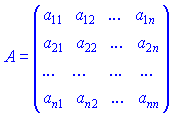 A = ( a₁₁ a₁₂ ... a₁ₙ
a₂₁ a₂₂ ... a₂ₙ
... ... ... ...
aₙ₁ aₙ₂ ... aₙₙ )